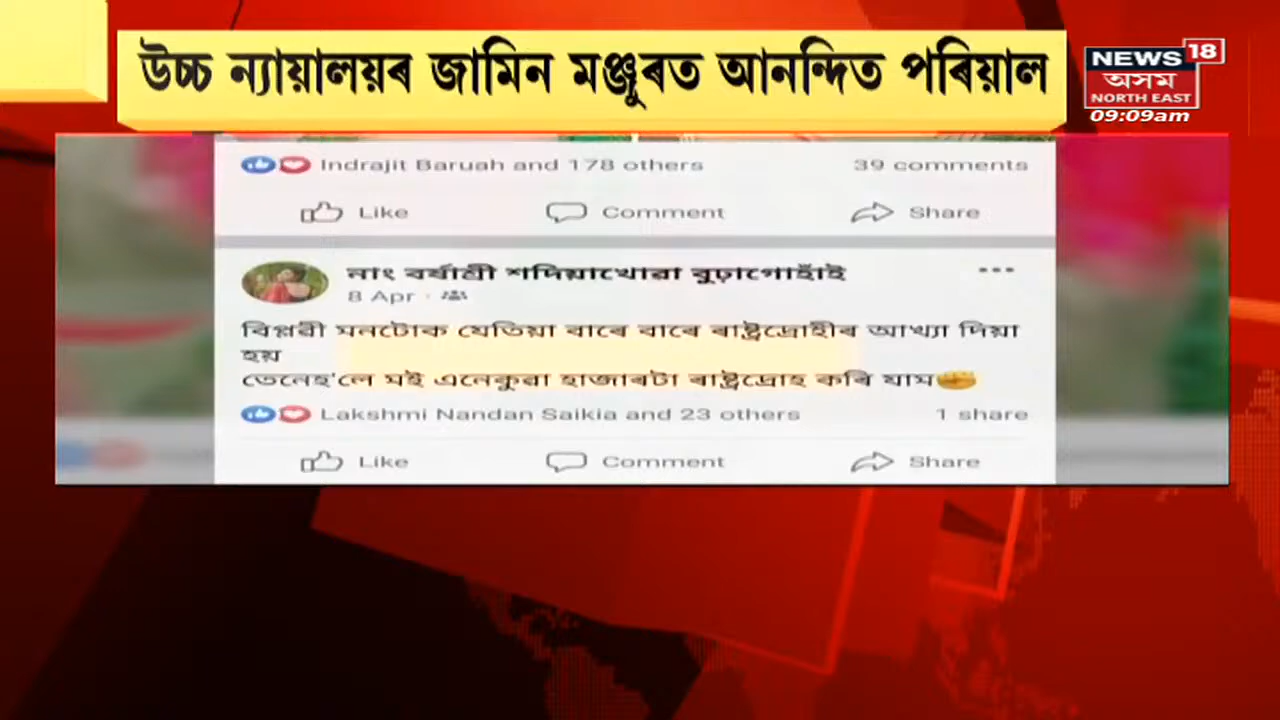 উচ্চ ন্যায়ালয়ৰ জামিন মঞ্জুৰত আনন্দিত পৰিয়াল
NEWS 18
অসম
NORTH EAST
09:09am
Indrajit Baruah and 178 others 39 comments
Like Comment Share
নাং বৰ্ষাশ্ৰী শদিয়াখোৱা বুঢ়াগোহাঁই
8 Apr ·
বিপ্লৱী মনটোক যেতিয়া বাৰে বাৰে ৰাষ্ট্ৰদ্ৰোহীৰ আখ্যা দিয়া
হয়
তেনেহ'লে মই এনেকুৱা হাজাৰটা ৰাষ্ট্ৰদ্ৰোহ কৰি যাম✊
Lakshmi Nandan Saikia and 23 others 1 share
Like Comment Share